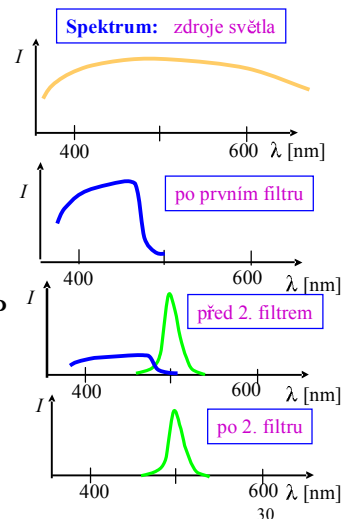 Spektrum: zdroje světla
I
400 600 λ [nm]
po prvním filtru
I
400 600 λ [nm]
I
před 2. filtrem
400 600 λ [nm]
I
po 2. filtru
400 600 λ [nm]
30